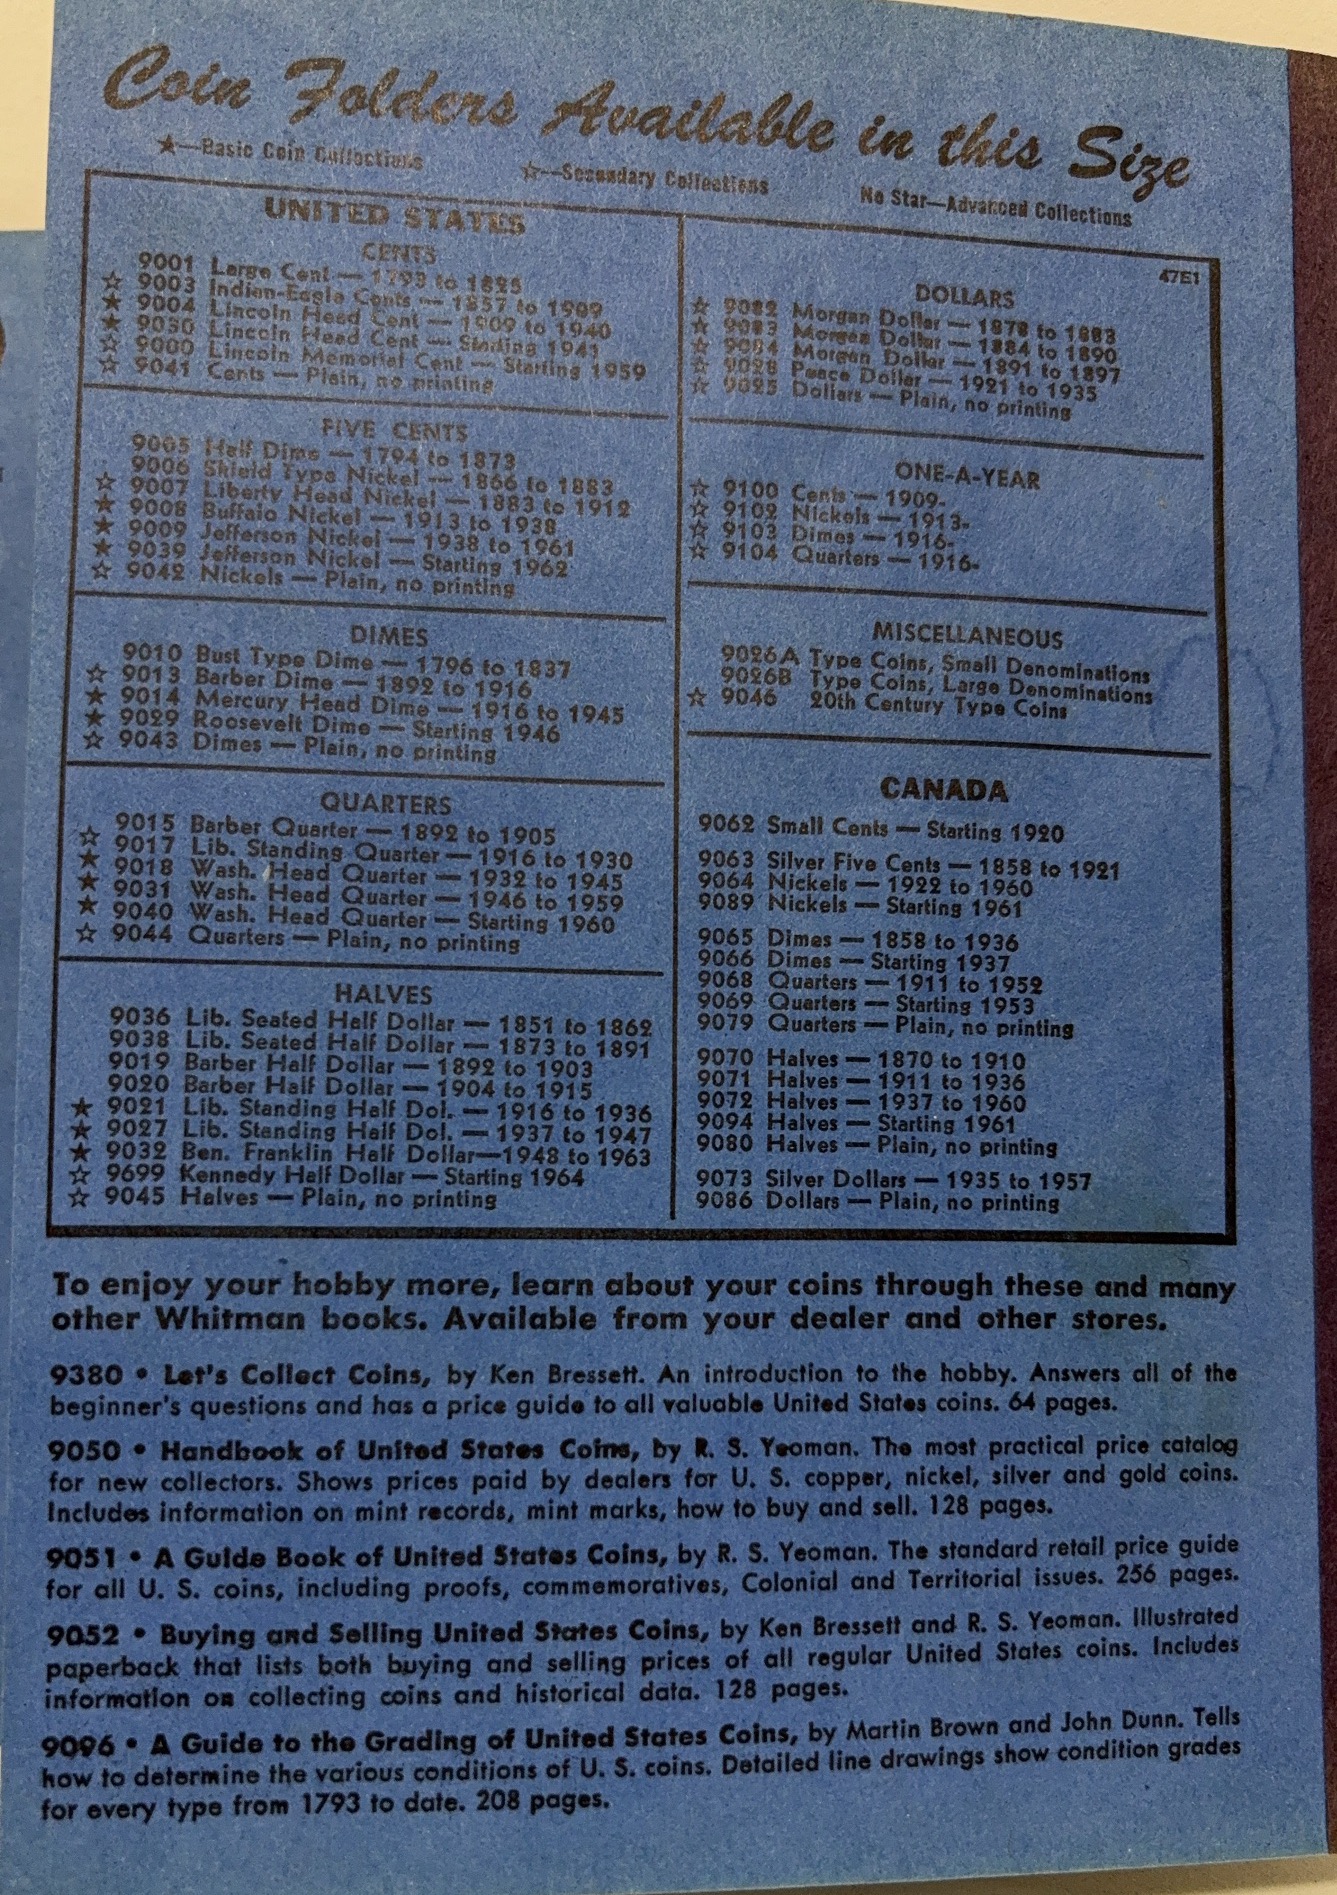 Coin Folders Available in this Size
★—Basic Coin Collections ☆—Secondary Collections No Star—Advanced Collections
UNITED STATES
CENTS
9001 Large Cent — 1793 to 1825
☆ 9003 Indian-Eagle Cents — 1857 to 1909
★ 9004 Lincoln Head Cent — 1909 to 1940
★ 9030 Lincoln Head Cent — Starting 1941
☆ 9000 Lincoln Memorial Cent — Starting 1959
☆ 9041 Cents — Plain, no printing
FIVE CENTS
9005 Half Dime — 1794 to 1873
9006 Shield Type Nickel — 1866 to 1883
☆ 9007 Liberty Head Nickel — 1883 to 1912
★ 9008 Buffalo Nickel — 1913 to 1938
★ 9009 Jefferson Nickel — 1938 to 1961
★ 9039 Jefferson Nickel — Starting 1962
☆ 9042 Nickels — Plain, no printing
DIMES
9010 Bust Type Dime — 1796 to 1837
☆ 9013 Barber Dime — 1892 to 1916
★ 9014 Mercury Head Dime — 1916 to 1945
★ 9029 Roosevelt Dime — Starting 1946
☆ 9043 Dimes — Plain, no printing
QUARTERS
9015 Barber Quarter — 1892 to 1905
☆ 9017 Lib. Standing Quarter — 1916 to 1930
★ 9018 Wash. Head Quarter — 1932 to 1945
★ 9031 Wash. Head Quarter — 1946 to 1959
★ 9040 Wash. Head Quarter — Starting 1960
☆ 9044 Quarters — Plain, no printing
HALVES
9036 Lib. Seated Half Dollar — 1851 to 1862
9038 Lib. Seated Half Dollar — 1873 to 1891
9019 Barber Half Dollar — 1892 to 1903
9020 Barber Half Dollar — 1904 to 1915
★ 9021 Lib. Standing Half Dol. — 1916 to 1936
★ 9027 Lib. Standing Half Dol. — 1937 to 1947
★ 9032 Ben. Franklin Half Dollar—1948 to 1963
☆ 9699 Kennedy Half Dollar — Starting 1964
☆ 9045 Halves — Plain, no printing
47E1
DOLLARS
☆ 9082 Morgan Dollar — 1878 to 1883
★ 9083 Morgan Dollar — 1884 to 1890
★ 9084 Morgan Dollar — 1891 to 1897
☆ 9028 Peace Dollar — 1921 to 1935
☆ 9025 Dollars — Plain, no printing
ONE-A-YEAR
☆ 9100 Cents — 1909-
☆ 9102 Nickels — 1913-
☆ 9103 Dimes — 1916-
☆ 9104 Quarters — 1916-
MISCELLANEOUS
9026A Type Coins, Small Denominations
9026B Type Coins, Large Denominations
☆ 9046 20th Century Type Coins
CANADA
9062 Small Cents — Starting 1920
9063 Silver Five Cents — 1858 to 1921
9064 Nickels — 1922 to 1960
9089 Nickels — Starting 1961
9065 Dimes — 1858 to 1936
9066 Dimes — Starting 1937
9068 Quarters — 1911 to 1952
9069 Quarters — Starting 1953
9079 Quarters — Plain, no printing
9070 Halves — 1870 to 1910
9071 Halves — 1911 to 1936
9072 Halves — 1937 to 1960
9094 Halves — Starting 1961
9080 Halves — Plain, no printing
9073 Silver Dollars — 1935 to 1957
9086 Dollars — Plain, no printing
To enjoy your hobby more, learn about your coins through these and many
other Whitman books. Available from your dealer and other stores.
9380 • Let's Collect Coins, by Ken Bressett. An introduction to the hobby. Answers all of the
beginner's questions and has a price guide to all valuable United States coins. 64 pages.
9050 • Handbook of United States Coins, by R. S. Yeoman. The most practical price catalog
for new collectors. Shows prices paid by dealers for U. S. copper, nickel, silver and gold coins.
Includes information on mint records, mint marks, how to buy and sell. 128 pages.
9051 • A Guide Book of United States Coins, by R. S. Yeoman. The standard retail price guide
for all U. S. coins, including proofs, commemoratives, Colonial and Territorial issues. 256 pages.
9052 • Buying and Selling United States Coins, by Ken Bressett and R. S. Yeoman. Illustrated
paperback that lists both buying and selling prices of all regular United States coins. Includes
information on collecting coins and historical data. 128 pages.
9096 • A Guide to the Grading of United States Coins, by Martin Brown and John Dunn. Tells
how to determine the various conditions of U. S. coins. Detailed line drawings show condition grades
for every type from 1793 to date. 208 pages.